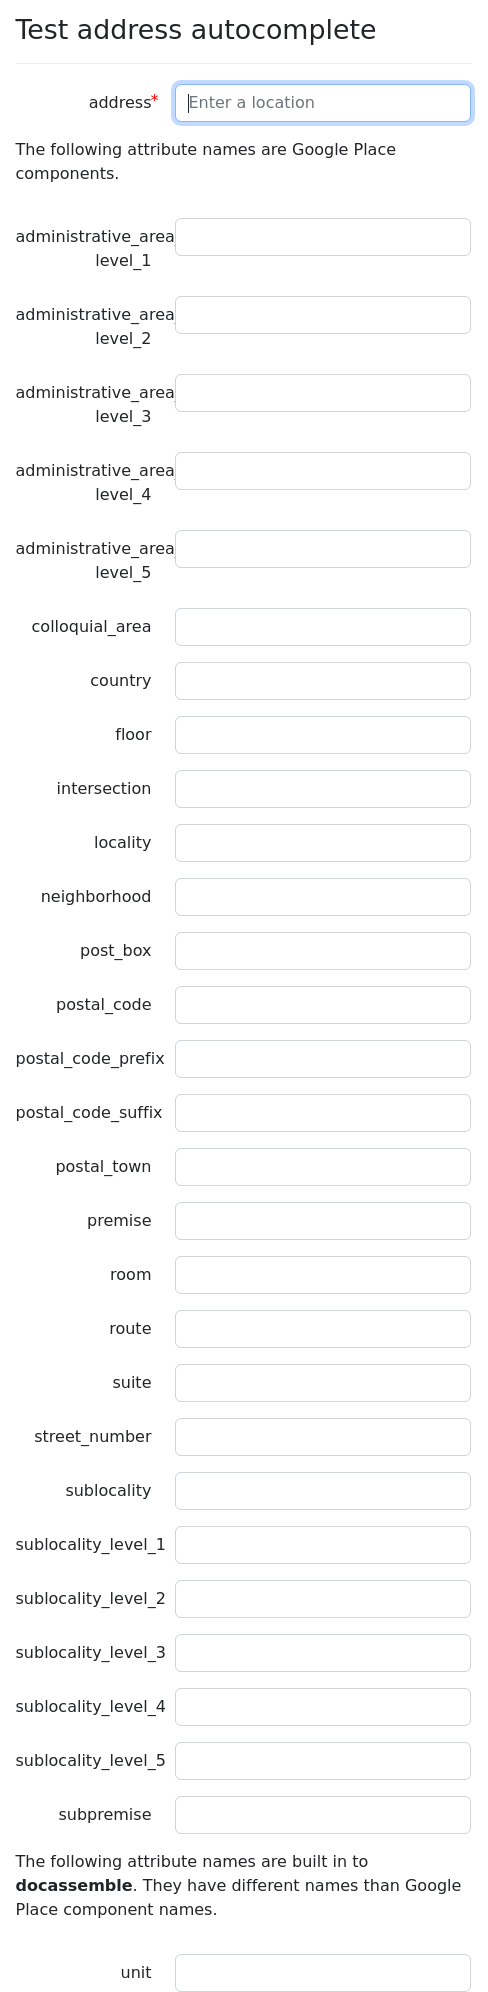 Test address autocomplete
address* Enter a location
The following attribute names are Google Place
components.
administrative_area
level_1
administrative_area
level_2
administrative_area
level_3
administrative_area
level_4
administrative_area
level_5
colloquial_area
country
floor
intersection
locality
neighborhood
post_box
postal_code
postal_code_prefix
postal_code_suffix
postal_town
premise
room
route
suite
street_number
sublocality
sublocality_level_1
sublocality_level_2
sublocality_level_3
sublocality_level_4
sublocality_level_5
subpremise
The following attribute names are built in to
docassemble. They have different names than Google
Place component names.
unit